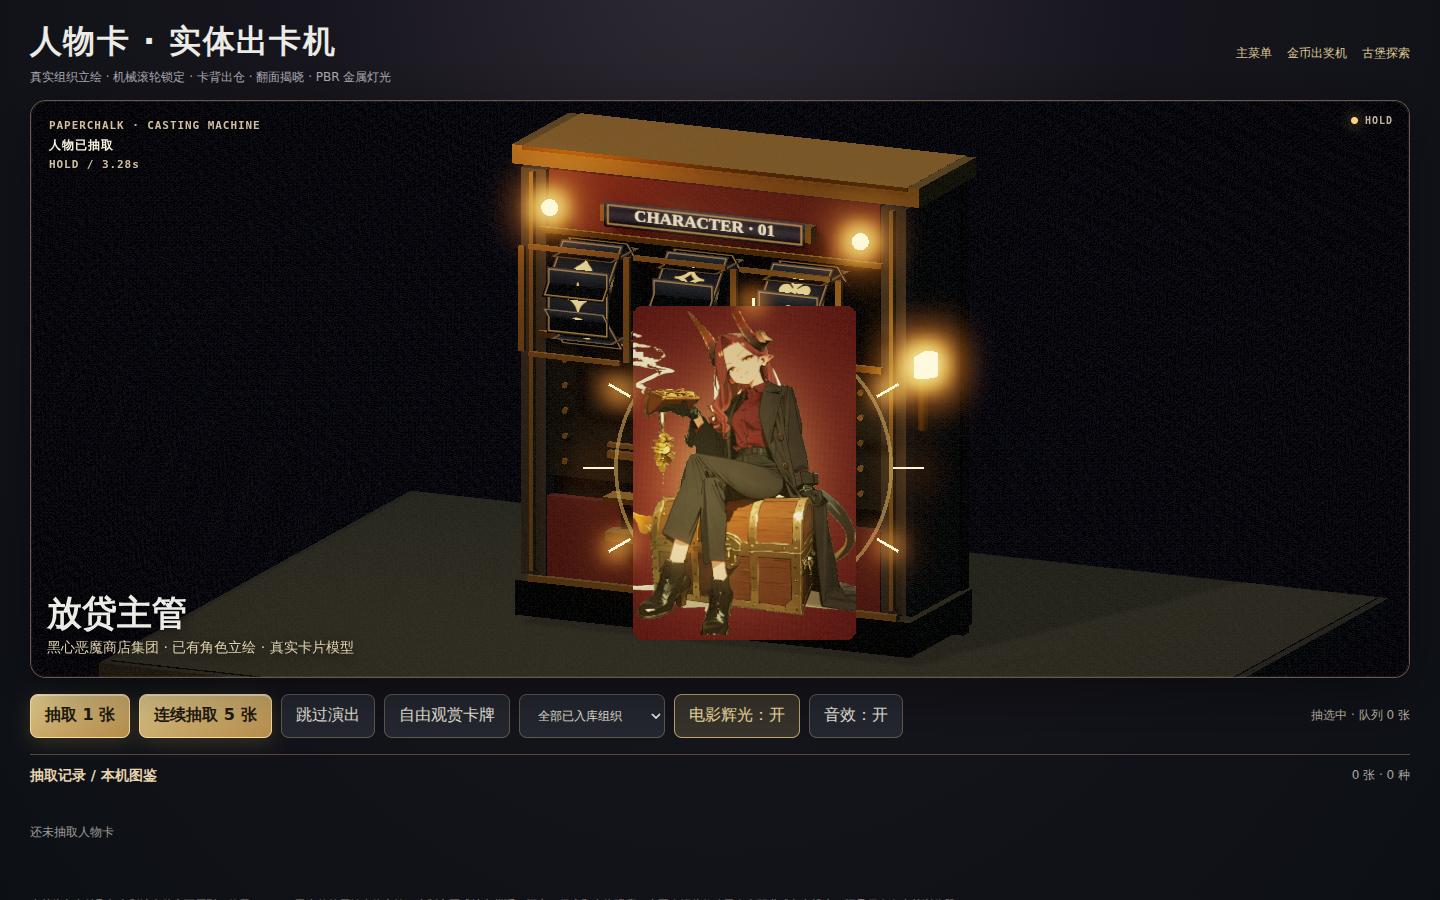 人物卡 · 实体出卡机
真实组织立绘 · 机械滚轮锁定 · 卡背出仓 · 翻面揭晓 · PBR 金属灯光
主菜单 金币出奖机 古堡探索
PAPERCHALK · CASTING MACHINE
人物已抽取
HOLD / 3.28s
HOLD
CHARACTER · 01
放贷主管
黑心恶魔商店集团 · 已有角色立绘 · 真实卡片模型
抽取 1 张 连续抽取 5 张 跳过演出 自由观赏卡牌 全部已入库组织 电影辉光：开 音效：开 抽选中 · 队列 0 张
抽取记录 / 本机图鉴 0 张 · 0 种
还未抽取人物卡